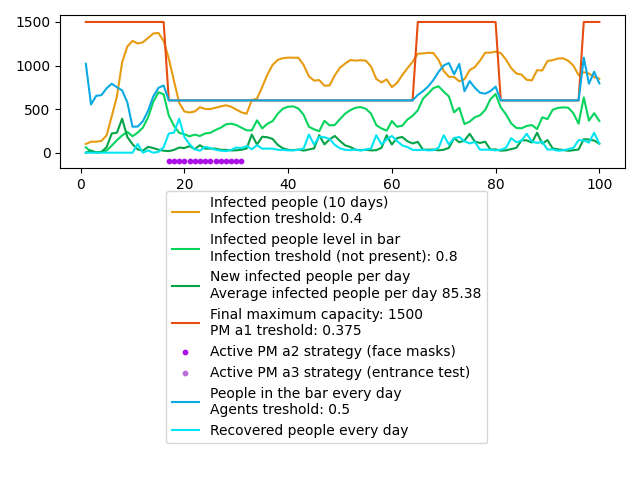 1500
1000
500
0
0
20
40
60
80
100
Infected people (10 days)
Infection treshold: 0.4
Infected people level in bar
Infection treshold (not present): 0.8
New infected people per day
Average infected people per day 85.38
Final maximum capacity: 1500
PM a1 treshold: 0.375
Active PM a2 strategy (face masks)
Active PM a3 strategy (entrance test)
People in the bar every day
Agents treshold: 0.5
Recovered people every day